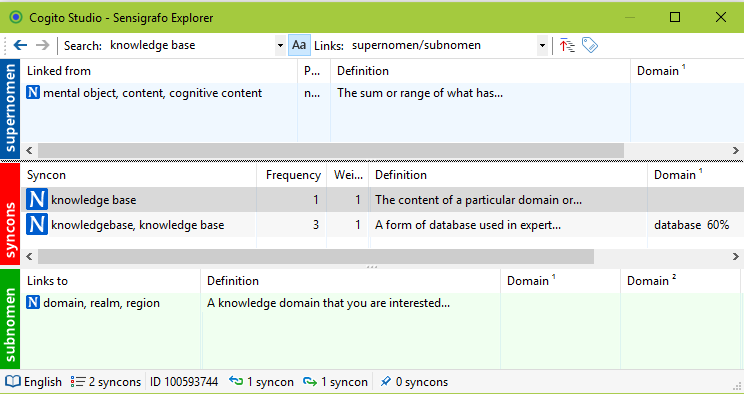 Cogito Studio - Sensigrafo Explorer
Search: knowledge base Aa Links: supernomen/subnomen
supernomen
Linked from P... Definition Domain 1
N mental object, content, cognitive content n... The sum or range of what has...
syncons
Syncon Frequency Wei... Definition Domain 1
N knowledge base 1 1 The content of a particular domain or...
N knowledgebase, knowledge base 3 1 A form of database used in expert... database 60%
subnomen
Links to Definition Domain 1 Domain 2
N domain, realm, region A knowledge domain that you are interested...
English 2 syncons ID 100593744 1 syncon 1 syncon 0 syncons